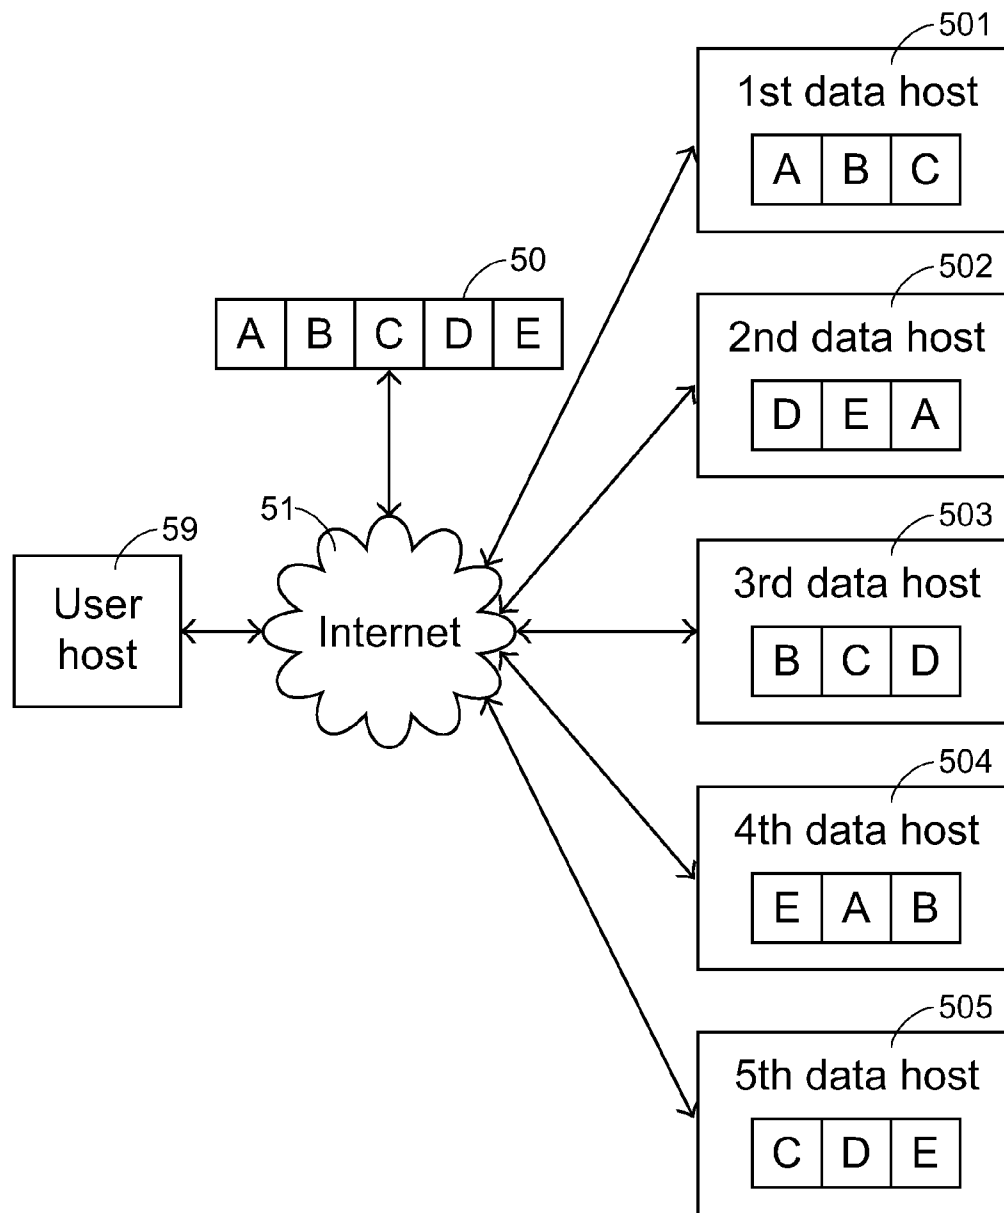 501
1st data host
A B C
50
A B C D E
502
2nd data host
D E A
51
59
User
host
Internet
503
3rd data host
B C D
504
4th data host
E A B
505
5th data host
C D E